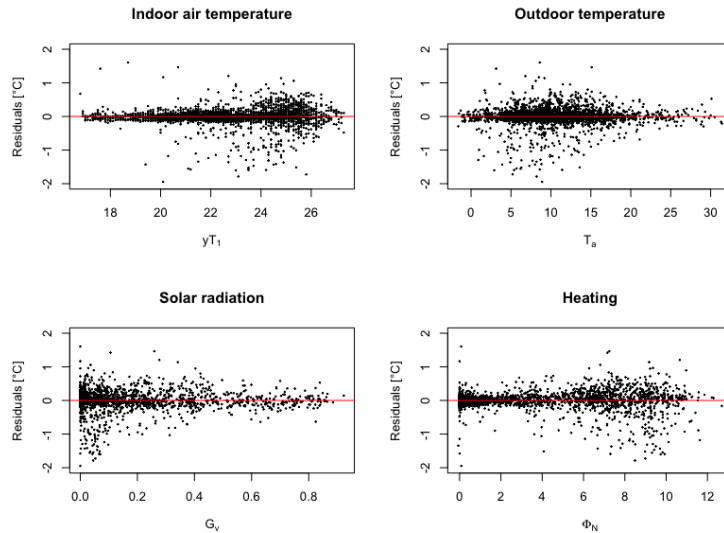 Indoor air temperature
Residuals [°C]
2
1
0
-1
-2
18 20 22 24 26
yT₁
Outdoor temperature
Residuals [°C]
2
1
0
-1
-2
0 5 10 15 20 25 30
Tₐ
Solar radiation
Residuals [°C]
2
1
0
-1
-2
0.0 0.2 0.4 0.6 0.8
Gᵥ
Heating
Residuals [°C]
2
1
0
-1
-2
0 2 4 6 8 10 12
Φ_N